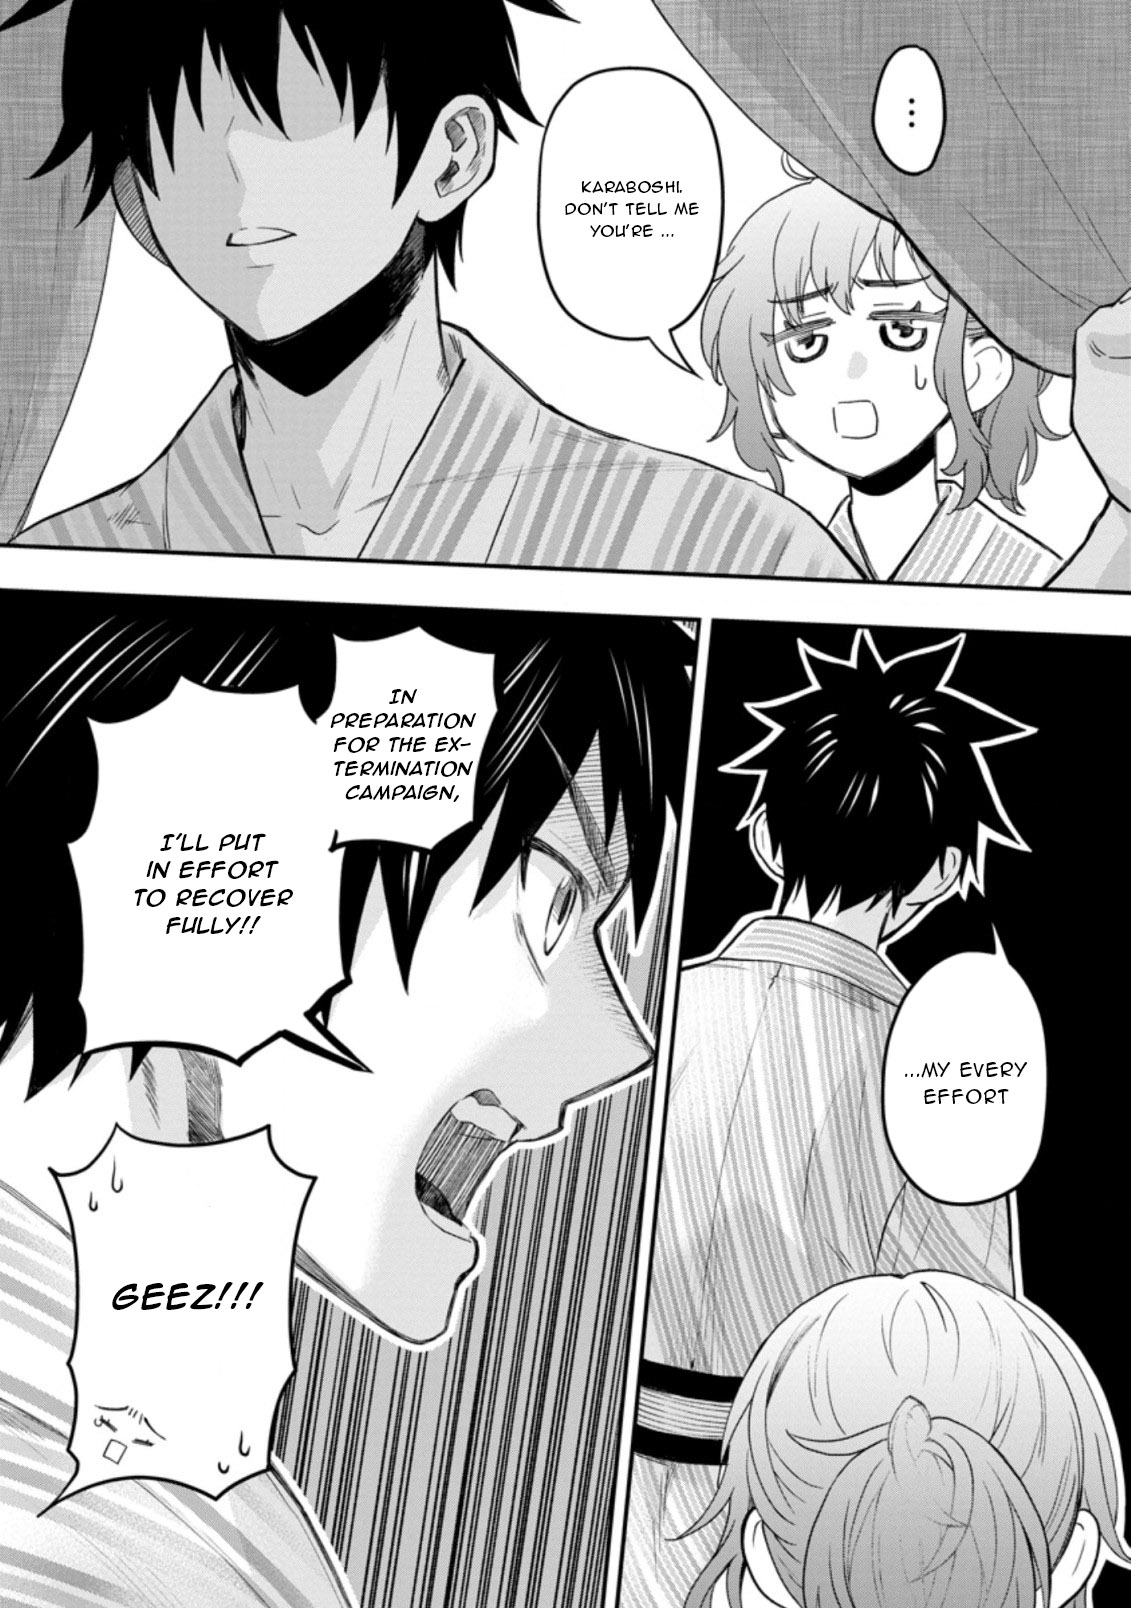 ...
KARABOSHI.
DON'T TELL ME
YOU'RE ...
...MY EVERY
EFFORT
IN
PREPARATION
FOR THE EX-
TERMINATION
CAMPAIGN,
I'LL PUT
IN EFFORT
TO RECOVER
FULLY!!
GEEZ!!!